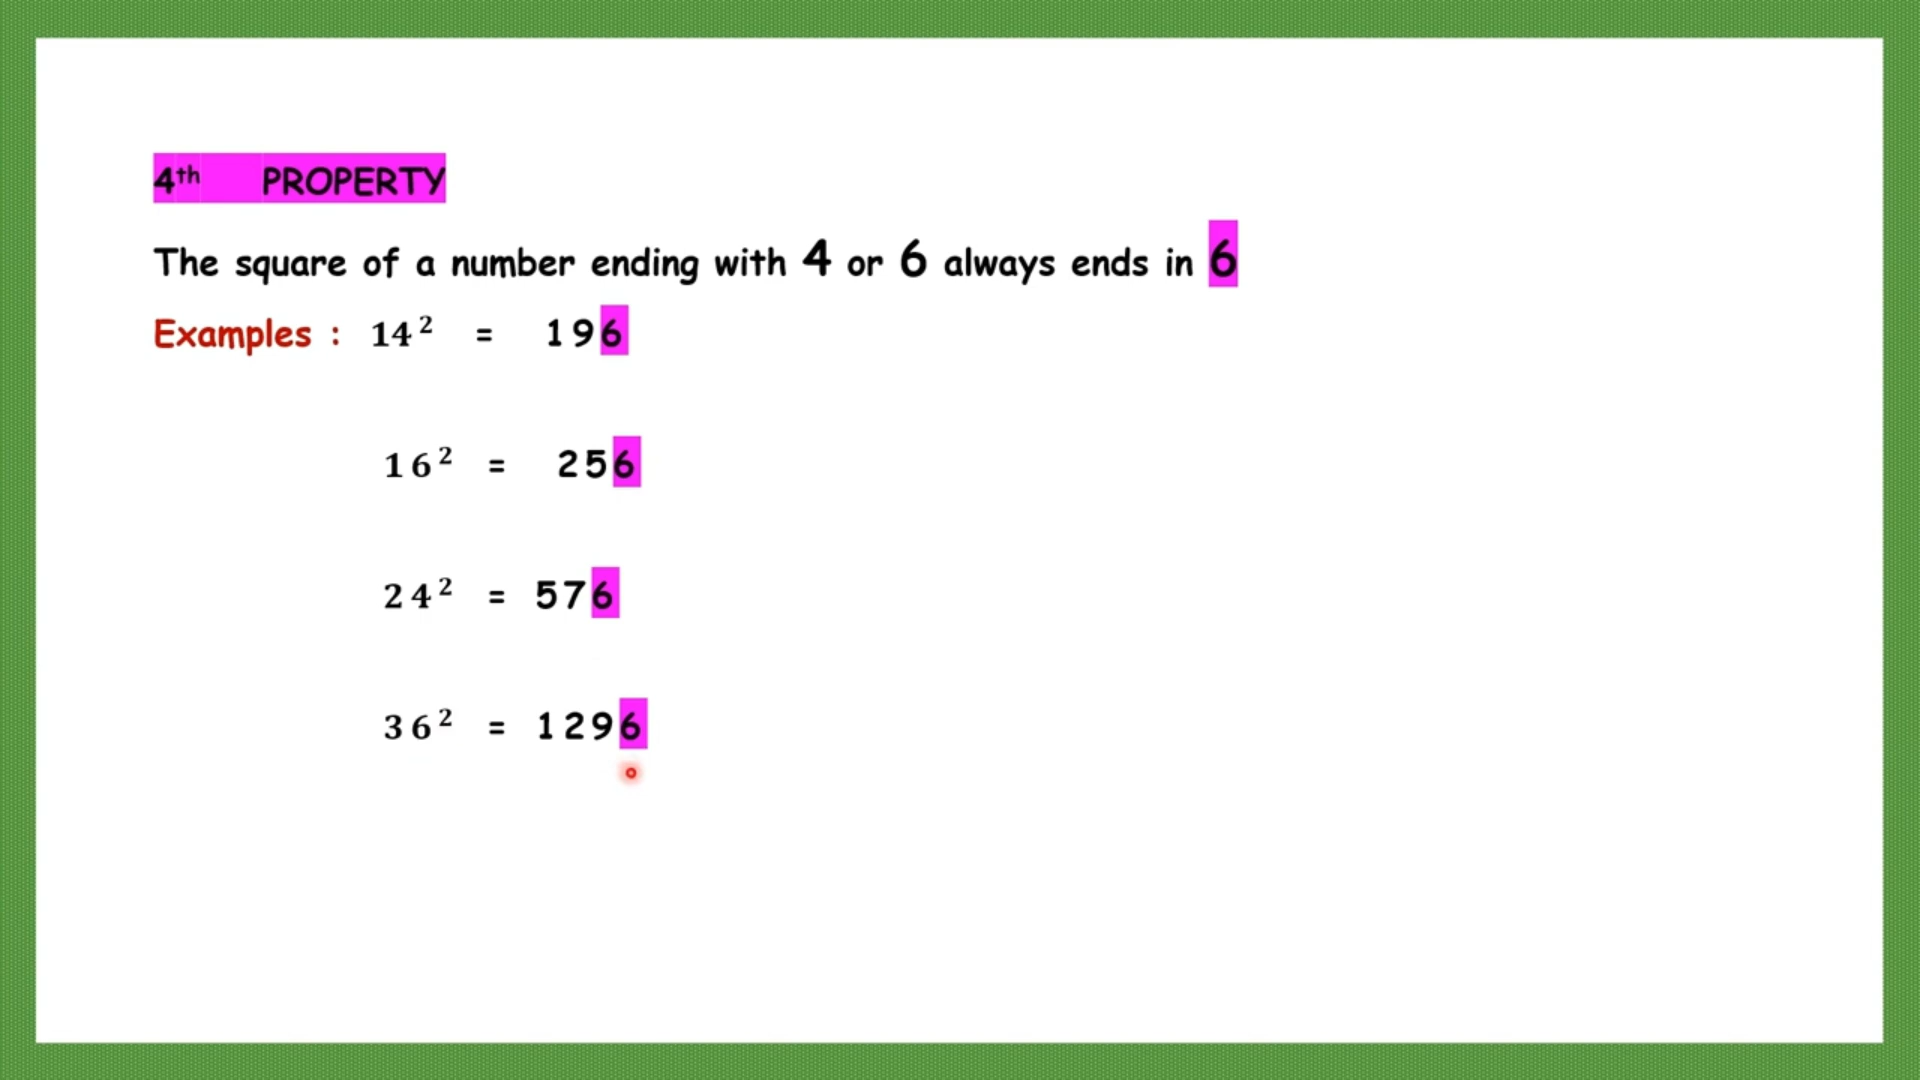 4th PROPERTY
The square of a number ending with 4 or 6 always ends in 6
Examples : 14² = 196
16² = 256
24² = 576
36² = 1296